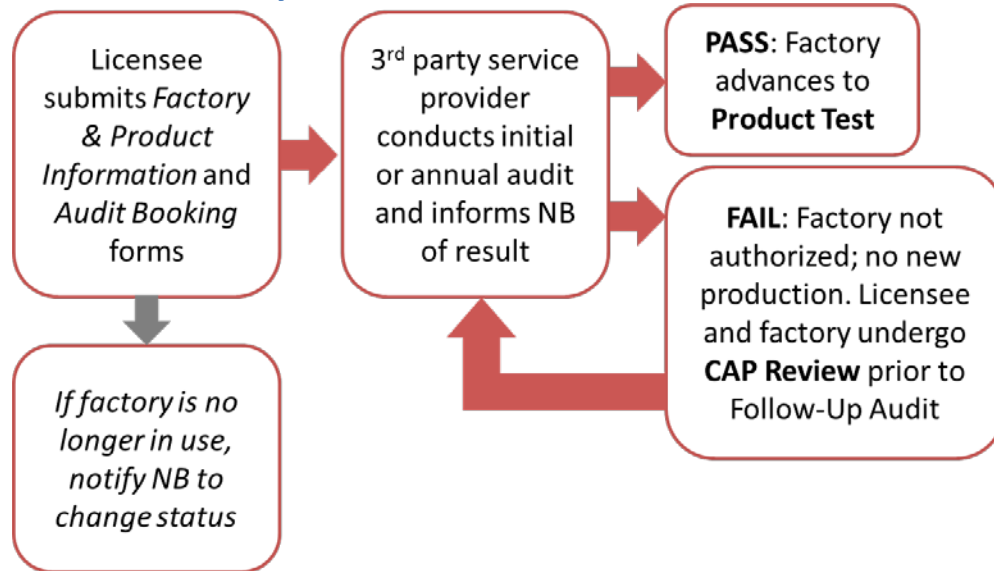 Licensee
submits Factory
& Product
Information and
Audit Booking
forms
3rd party service
provider
conducts initial
or annual audit
and informs NB
of result
PASS: Factory
advances to
Product Test
FAIL: Factory not
authorized; no new
production. Licensee
and factory undergo
CAP Review prior to
Follow-Up Audit
If factory is no
longer in use,
notify NB to
change status